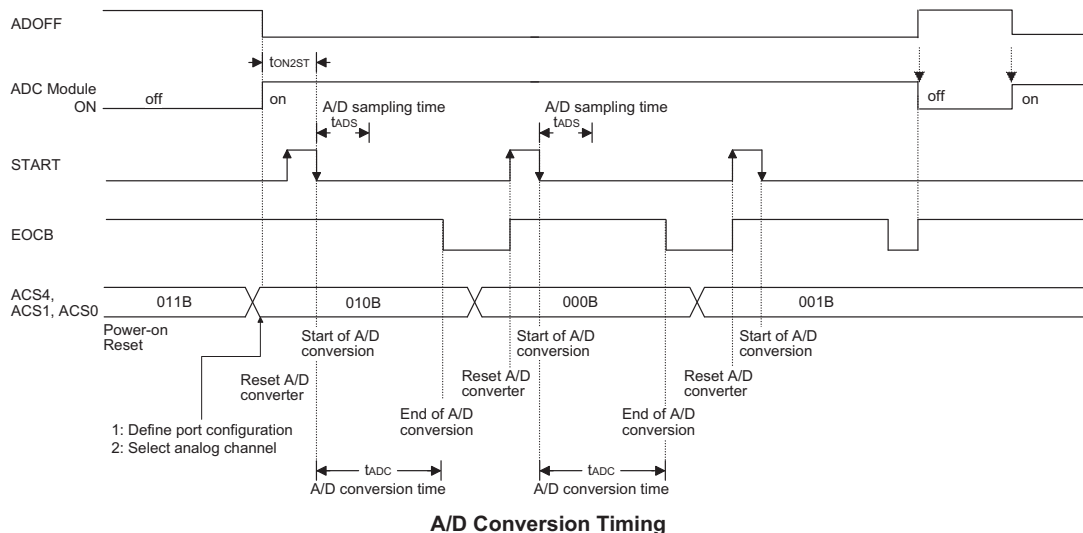 ADOFF
tON2ST
ADC Module
ON
off
on
off
on
A/D sampling time
tADS
A/D sampling time
tADS
START
EOCB
ACS4,
ACS1, ACS0
011B
010B
000B
001B
Power-on
Reset
Start of A/D
conversion
Start of A/D
conversion
Start of A/D
conversion
Reset A/D
converter
Reset A/D
converter
Reset A/D
converter
End of A/D
conversion
End of A/D
conversion
1: Define port configuration
2: Select analog channel
tADC
A/D conversion time
tADC
A/D conversion time
A/D Conversion Timing